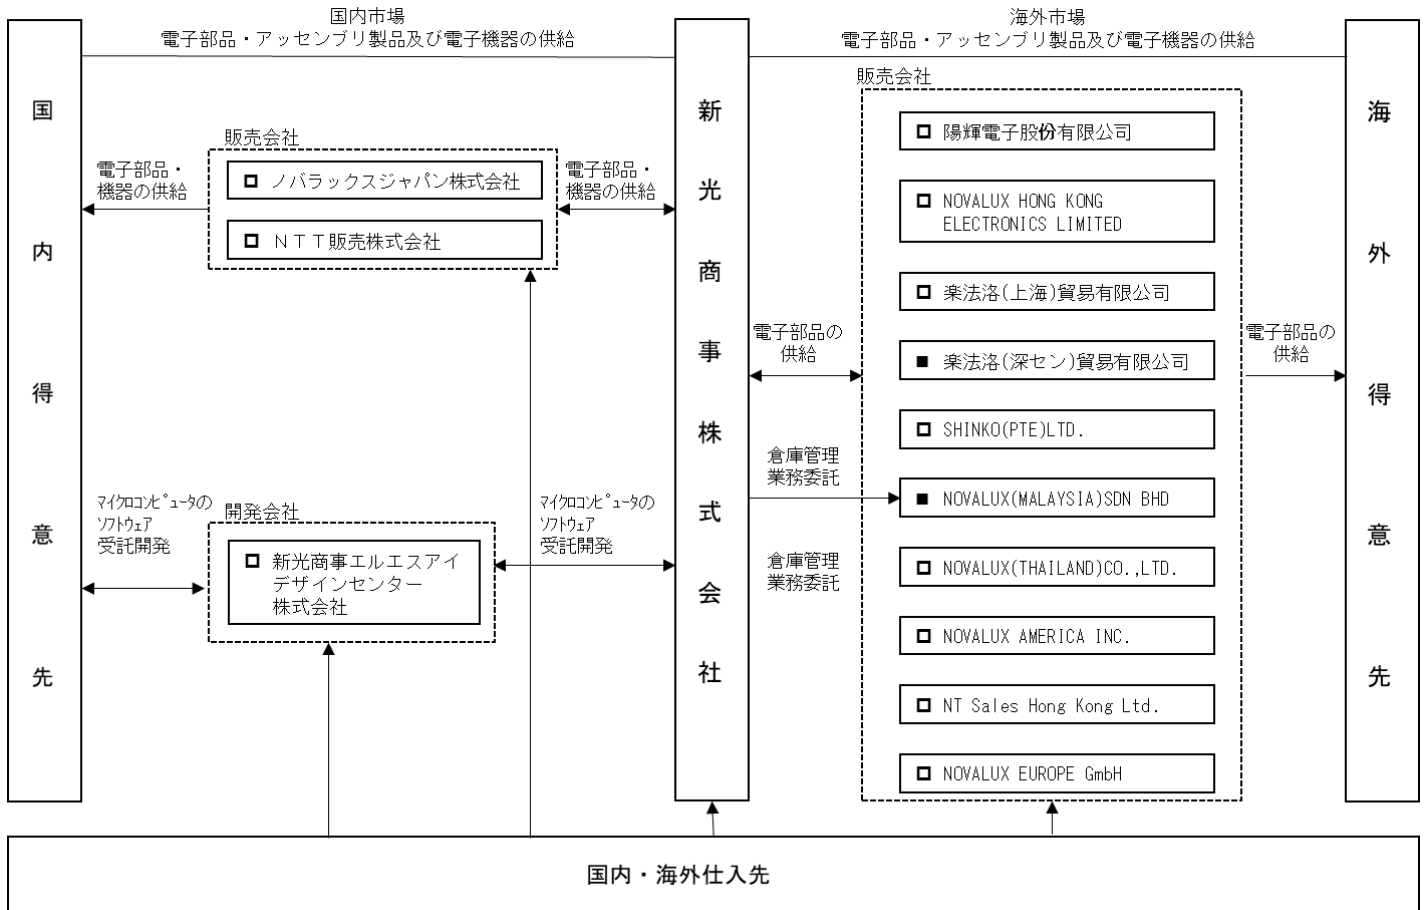 国内市場
電子部品・アッセンブリ製品及び電子機器の供給
海外市場
電子部品・アッセンブリ製品及び電子機器の供給
国内得意先
販売会社
電子部品・
機器の供給
□ ノバラックスジャパン株式会社
□ NTT販売株式会社
電子部品・
機器の供給
マイクロコンピュータの
ソフトウェア
受託開発
開発会社
□ 新光商事エルエスアイ
デザインセンター
株式会社
マイクロコンピュータの
ソフトウェア
受託開発
新光商事株式会社
電子部品の
供給
倉庫管理
業務委託
倉庫管理
業務委託
販売会社
□ 陽輝電子股份有限公司
□ NOVALUX HONG KONG
ELECTRONICS LIMITED
□ 楽法洛(上海)貿易有限公司
■ 楽法洛(深セン)貿易有限公司
□ SHINKO(PTE)LTD.
■ NOVALUX(MALAYSIA)SDN BHD
□ NOVALUX(THAILAND)CO.,LTD.
□ NOVALUX AMERICA INC.
□ NT Sales Hong Kong Ltd.
□ NOVALUX EUROPE GmbH
電子部品の
供給
海外得意先
国内・海外仕入先